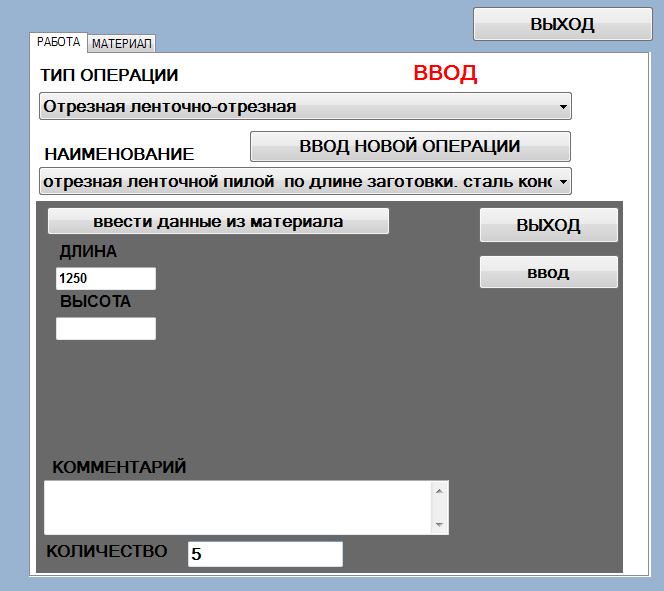 ВЫХОД
РАБОТА
МАТЕРИАЛ
ТИП ОПЕРАЦИИ
ВВОД
Отрезная ленточно-отрезная
ВВОД НОВОЙ ОПЕРАЦИИ
НАИМЕНОВАНИЕ
отрезная ленточной пилой по длине заготовки. сталь конс
ввести данные из материала
ВЫХОД
ДЛИНА
ввод
1250
ВЫСОТА
КОММЕНТАРИЙ
КОЛИЧЕСТВО
5